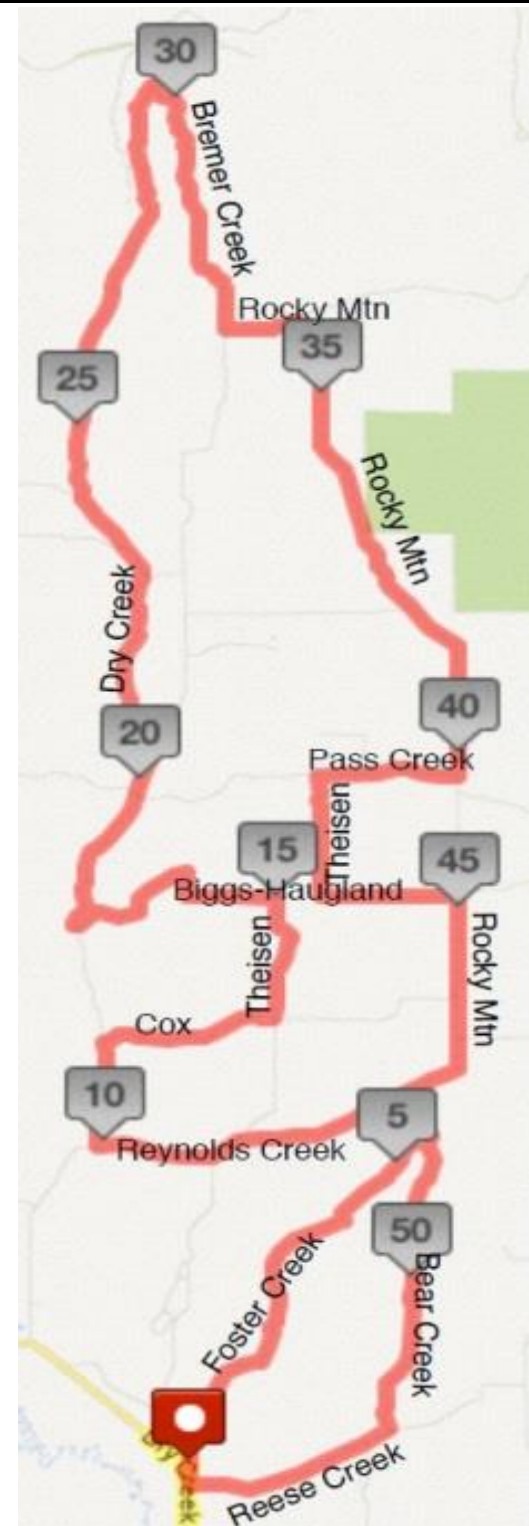 30
Bremer Creek
Rocky Mtn
35
25
Rocky Mtn
Dry Creek
40
20
Pass Creek
Theisen
15
45
Biggs-Haugland
Rocky Mtn
Theisen
Cox
10
5
Reynolds Creek
50
Bear Creek
Foster Creek
Dry Creek
Reese Creek